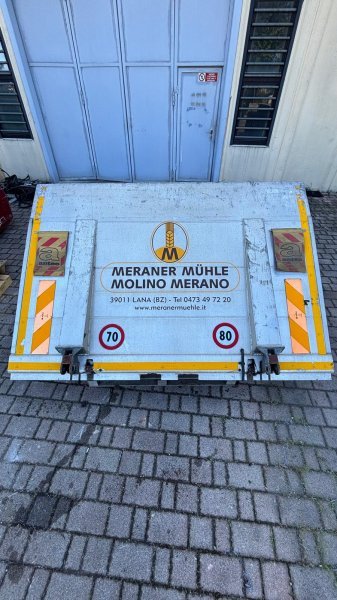 M
MERANER MÜHLE
MOLINO MERANO
39011 LANA (BZ) - Tel 0473 49 72 20
www.meranermuehle.it
70
80